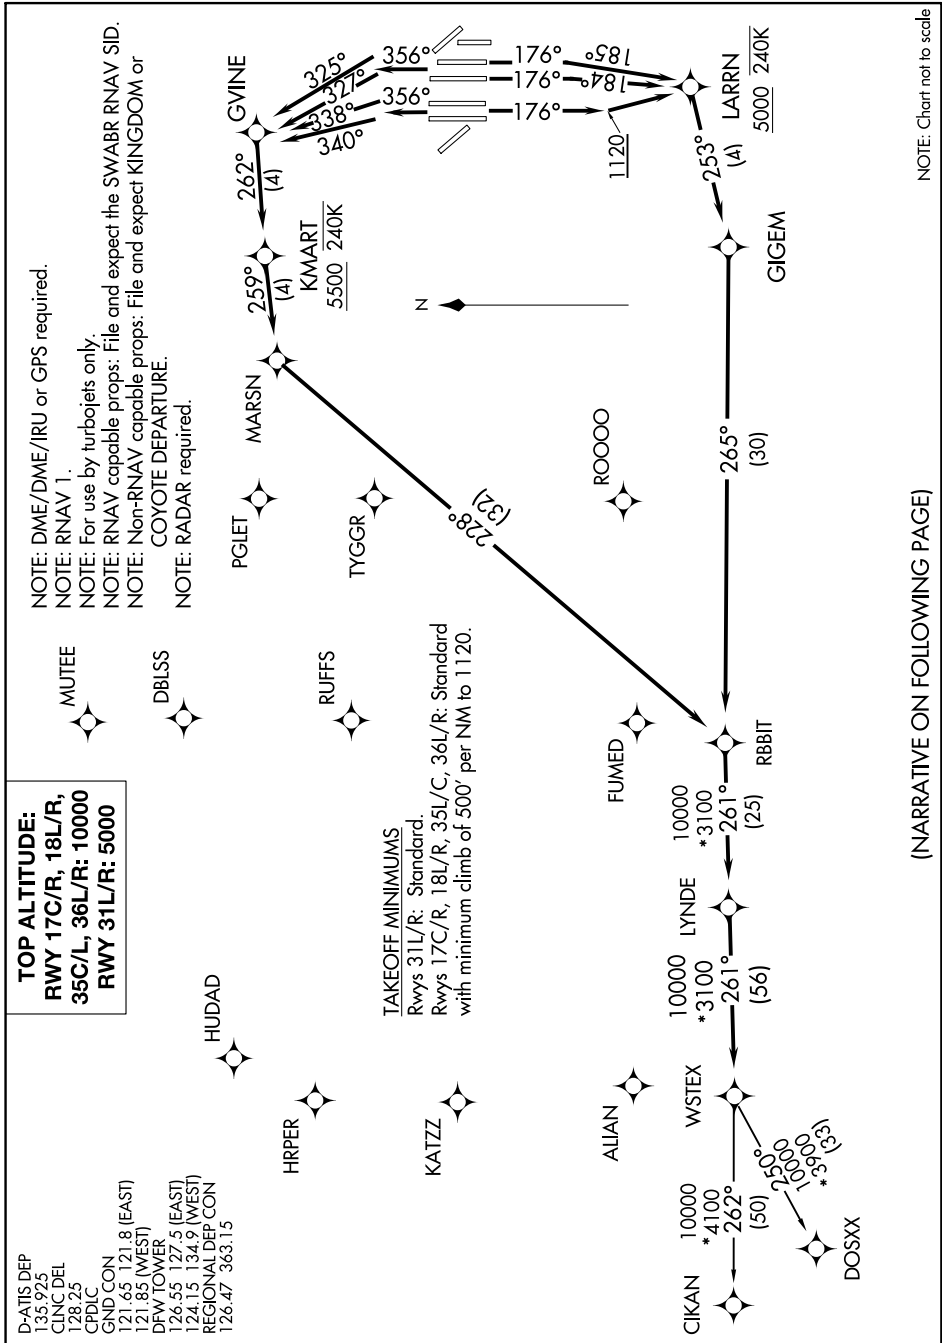 D-ATIS DEP
135.925
CLNC DEL
128.25
CPDLC
GND CON
121.65 121.8 (EAST)
121.85 (WEST)
DFW TOWER
126.55 127.5 (EAST)
124.15 134.9 (WEST)
REGIONAL DEP CON
126.47 363.15
TOP ALTITUDE:
RWY 17C/R, 18L/R,
35C/L, 36L/R: 10000
RWY 31L/R: 5000
NOTE: DME/DME/IRU or GPS required.
NOTE: RNAV 1.
NOTE: For use by turbojets only.
NOTE: RNAV capable props: File and expect the SWABR RNAV SID.
NOTE: Non-RNAV capable props: File and expect KINGDOM or
COYOTE DEPARTURE.
NOTE: RADAR required.
MUTEE
DBLSS
HUDAD
HRPER
RUFFS
KATZZ
PGLET
TYGGR
MARSN
259°
(4)
KMART
5500 240K
262°
(4)
GVINE
325°
327°
338°
340°
356°
356°
N
TAKEOFF MINIMUMS
Rwys 31L/R: Standard.
Rwys 17C/R, 18L/R, 35L/C, 36L/R: Standard
with minimum climb of 500' per NM to 1120.
228°
(32)
176°
176°
176°
185°
184°
1120
LARRN
5000 240K
253°
(4)
GIGEM
ROOOO
265°
(30)
FUMED
ALIAN
RBBIT
10000
*3100
261°
(25)
LYNDE
10000
*3100
261°
(56)
WSTEX
10000
*4100
262°
(50)
CIKAN
250°
10000
*3900
(33)
DOSXX
NOTE: Chart not to scale
(NARRATIVE ON FOLLOWING PAGE)